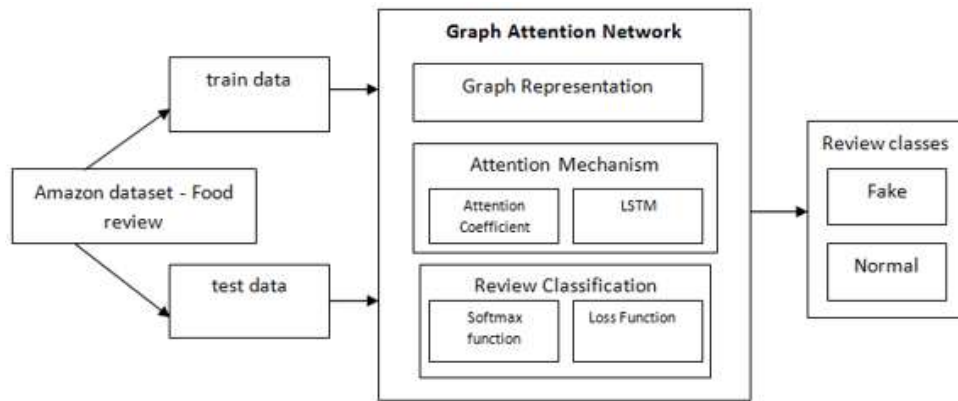 Graph Attention Network
train data
Graph Representation
Amazon dataset - Food
review
Attention Mechanism
Attention
Coefficient
LSTM
test data
Review Classification
Softmax
function
Loss Function
Review classes
Fake
Normal